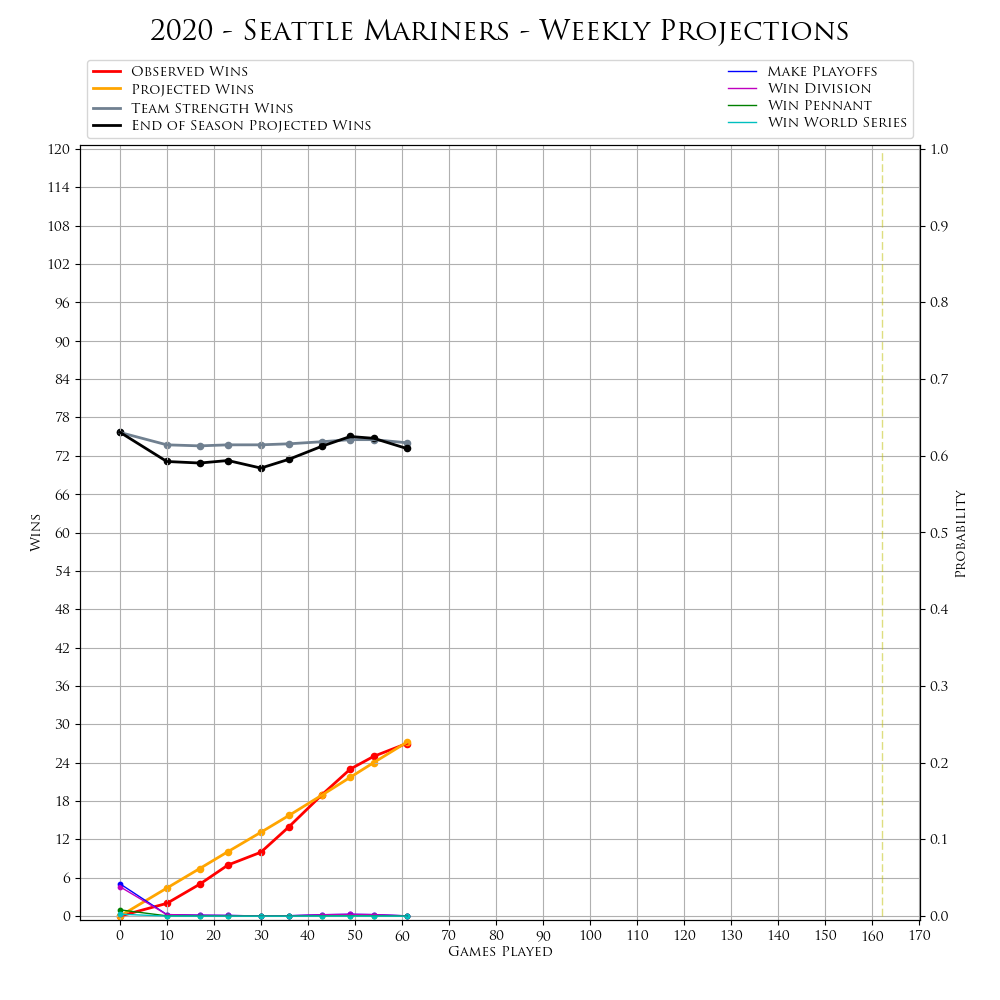 2020 - Seattle Mariners - Weekly Projections
Observed Wins
Projected Wins
Team Strength Wins
End of Season Projected Wins
Make Playoffs
Win Division
Win Pennant
Win World Series
120
114
108
102
96
90
84
78
72
66
60
54
48
42
36
30
24
18
12
6
0
Wins
1.0
0.9
0.8
0.7
0.6
0.5
0.4
0.3
0.2
0.1
0.0
Probability
0 10 20 30 40 50 60 70 80 90 100 110 120 130 140 150 160 170
Games Played